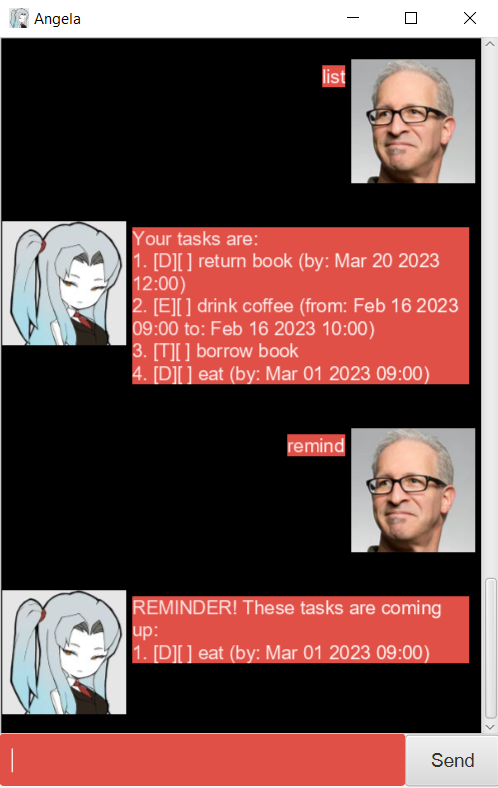 Angela
list
Your tasks are:
1. [D][ ] return book (by: Mar 20 2023
12:00)
2. [E][ ] drink coffee (from: Feb 16 2023
09:00 to: Feb 16 2023 10:00)
3. [T][ ] borrow book
4. [D][ ] eat (by: Mar 01 2023 09:00)
remind
REMINDER! These tasks are coming
up:
1. [D][ ] eat (by: Mar 01 2023 09:00)
Send